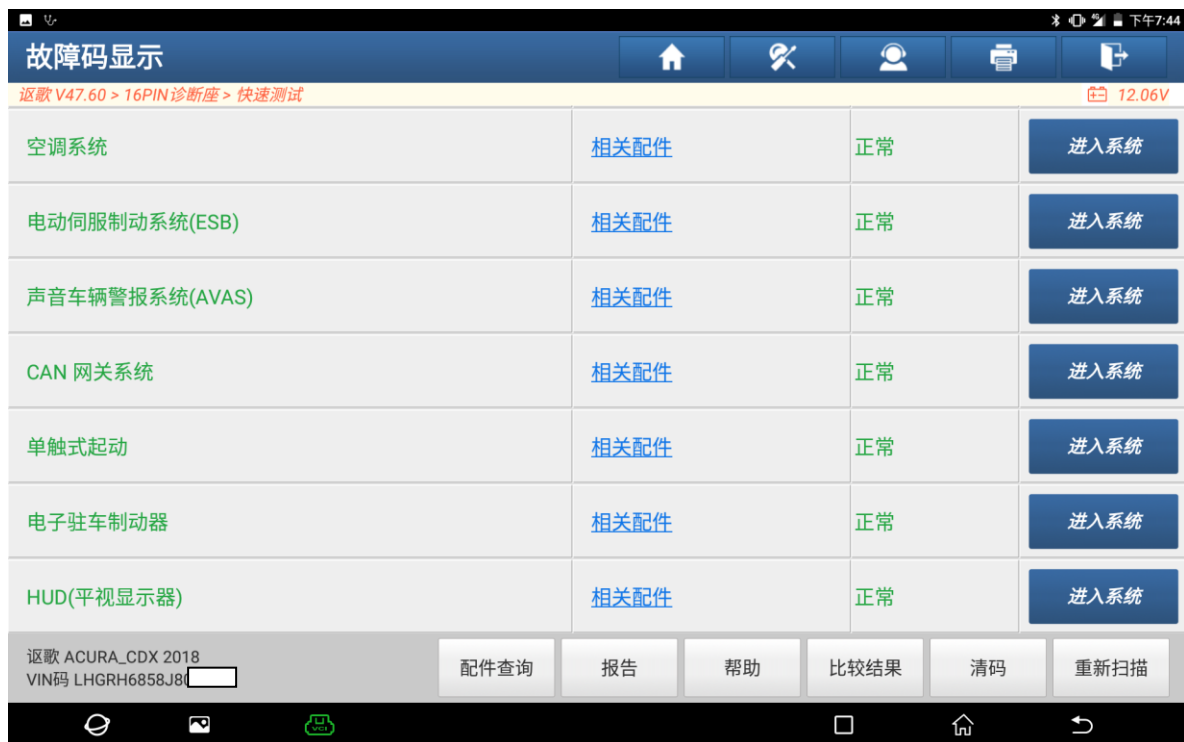 下午7:44
故障码显示
讴歌 V47.60 > 16PIN诊断座 > 快速测试 12.06V
空调系统 相关配件 正常 进入系统
电动伺服制动系统(ESB) 相关配件 正常 进入系统
声音车辆警报系统(AVAS) 相关配件 正常 进入系统
CAN 网关系统 相关配件 正常 进入系统
单触式起动 相关配件 正常 进入系统
电子驻车制动器 相关配件 正常 进入系统
HUD(平视显示器) 相关配件 正常 进入系统
讴歌 ACURA_CDX 2018
VIN码 LHGRH6858J8
配件查询 报告 帮助 比较结果 清码 重新扫描
VCI